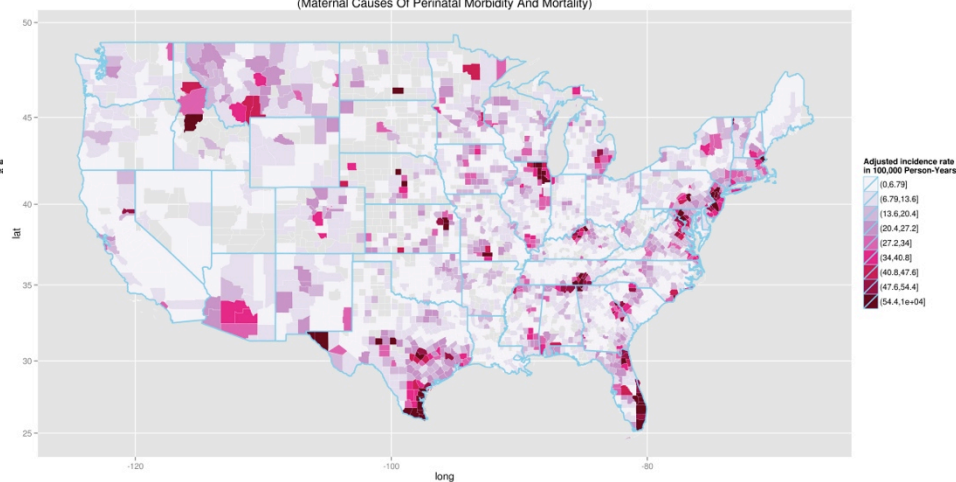 (Maternal Causes Of Perinatal Morbidity And Mortality)
50
45
40
35
30
25
lat
-120
-100
-80
long
Adjusted incidence rate
in 100,000 Person-Years
(0,6.79]
(6.79,13.6]
(13.6,20.4]
(20.4,27.2]
(27.2,34]
(34,40.8]
(40.8,47.6]
(47.6,54.4]
(54.4,1e+04]